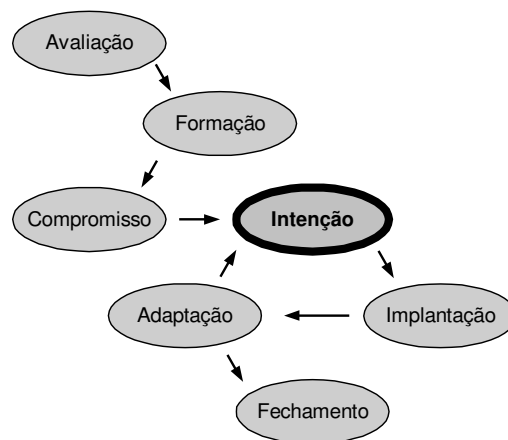 Avaliação
Formação
Compromisso
Intenção
Adaptação
Implantação
Fechamento